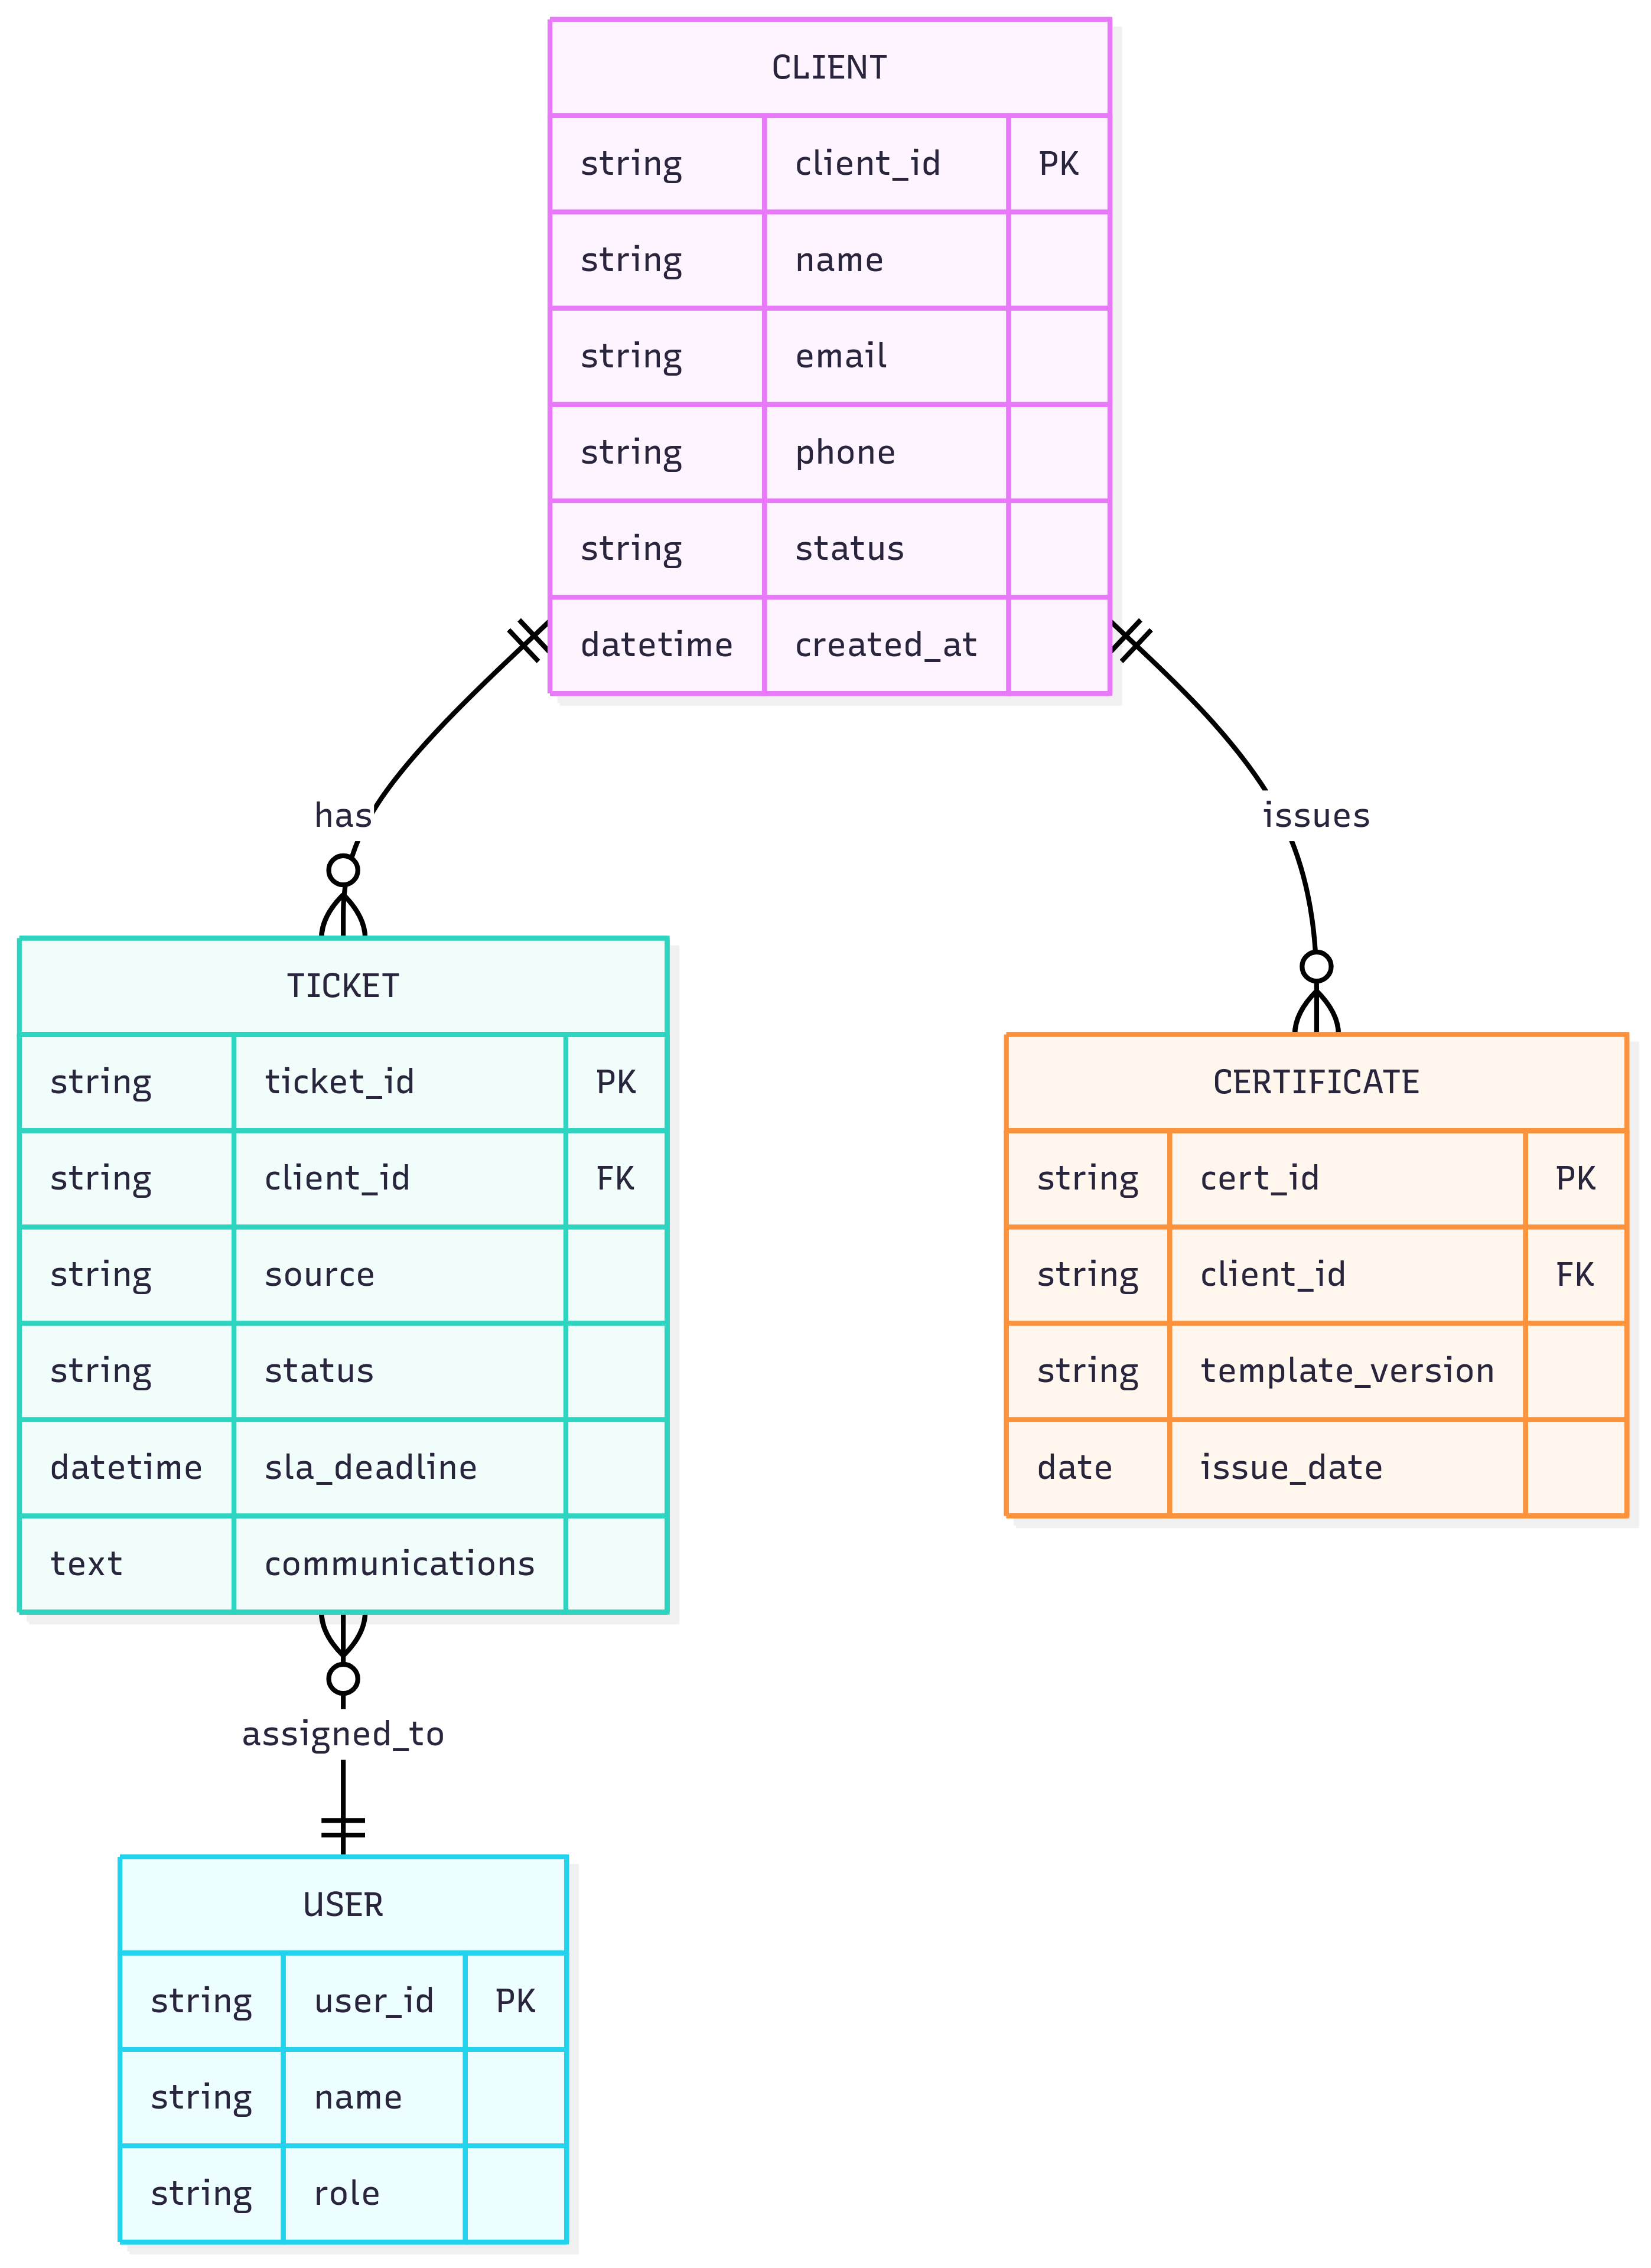 CLIENT
string client_id PK
string name
string email
string phone
string status
datetime created_at
has
issues
TICKET
string ticket_id PK
string client_id FK
string source
string status
datetime sla_deadline
text communications
CERTIFICATE
string cert_id PK
string client_id FK
string template_version
date issue_date
assigned_to
USER
string user_id PK
string name
string role